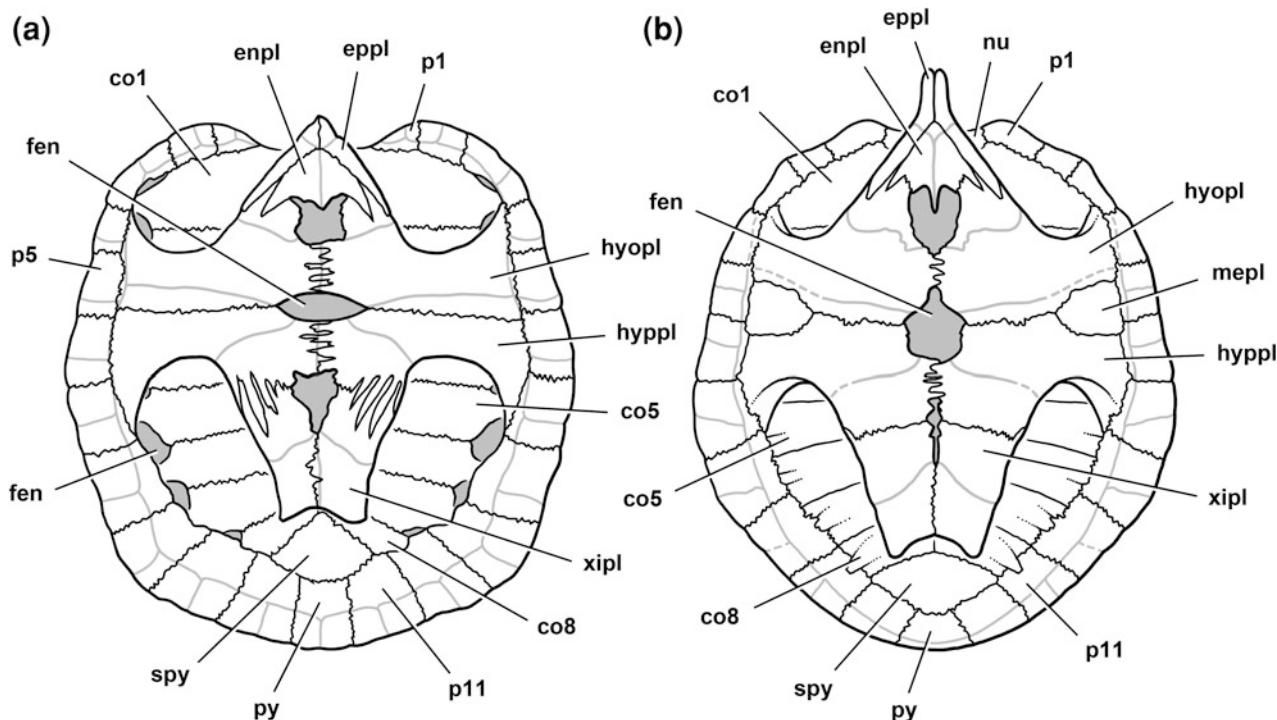 (a)
enpl
eppl
p1
co1
fen
hyopl
p5
hyppl
co5
fen
xipl
co8
spy
p11
py
(b)
eppl
enpl
nu
p1
co1
hyopl
fen
mepl
hyppl
co5
xipl
co8
p11
spy
py